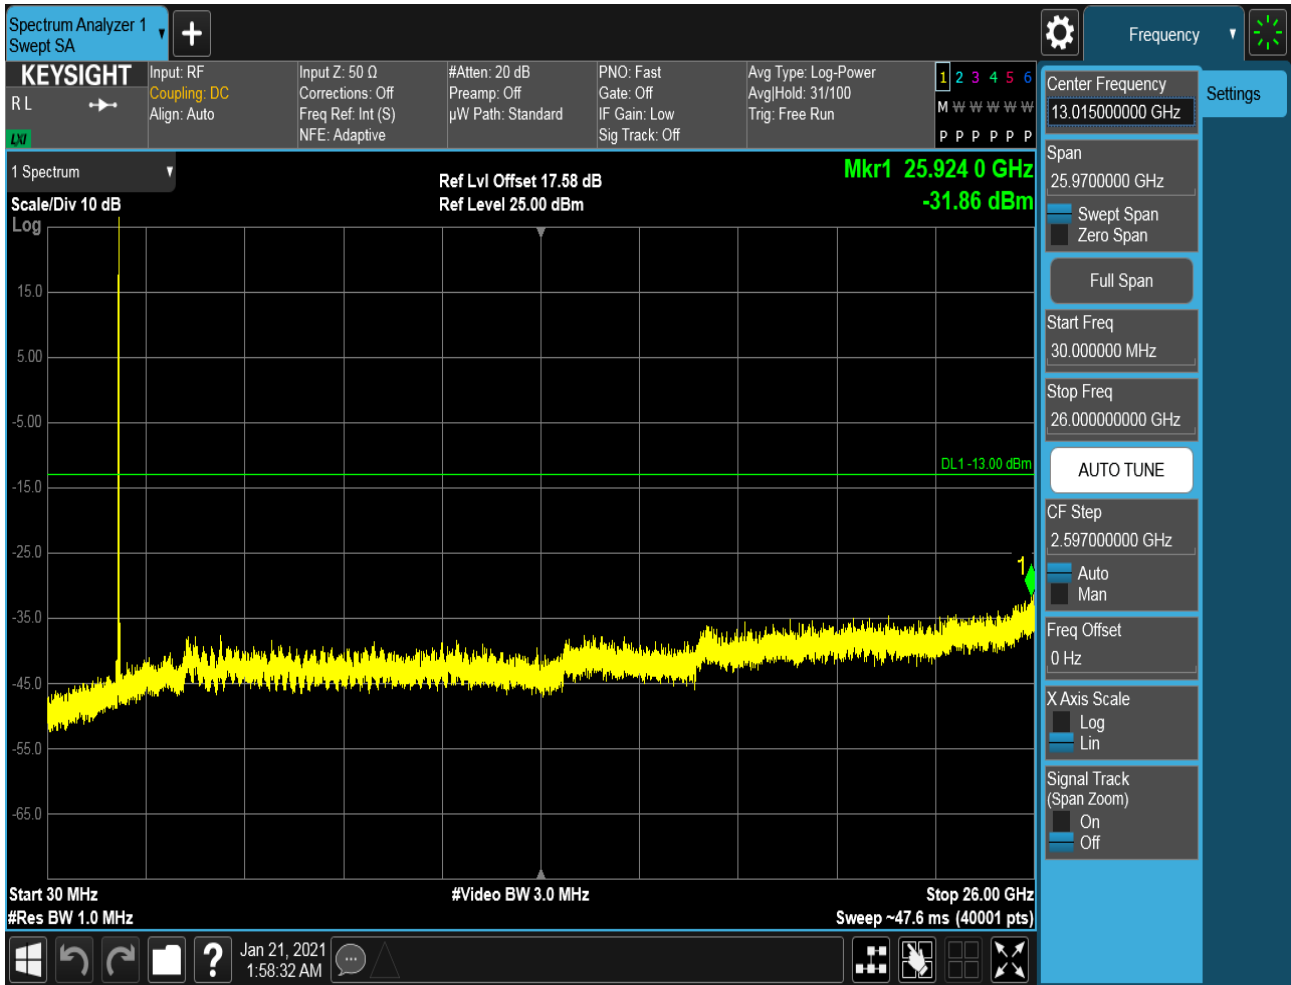 Spectrum Analyzer 1
Swept SA
Frequency
KEYSIGHT
R L
LXI
Input: RF
Coupling: DC
Align: Auto
Input Z: 50 Ω
Corrections: Off
Freq Ref: Int (S)
NFE: Adaptive
#Atten: 20 dB
Preamp: Off
µW Path: Standard
PNO: Fast
Gate: Off
IF Gain: Low
Sig Track: Off
Avg Type: Log-Power
Avg|Hold: 31/100
Trig: Free Run
1 2 3 4 5 6
M W W W W W
P P P P P P
1 Spectrum
Scale/Div 10 dB
Log
Ref Lvl Offset 17.58 dB
Ref Level 25.00 dBm
Mkr1 25.924 0 GHz
-31.86 dBm
15.0
5.00
-5.00
-15.0
-25.0
-35.0
-45.0
-55.0
-65.0
DL1 -13.00 dBm
1
Start 30 MHz
#Res BW 1.0 MHz
#Video BW 3.0 MHz
Stop 26.00 GHz
Sweep ~47.6 ms (40001 pts)
Center Frequency
13.015000000 GHz
Settings
Span
25.9700000 GHz
Swept Span
Zero Span
Full Span
Start Freq
30.000000 MHz
Stop Freq
26.000000000 GHz
AUTO TUNE
CF Step
2.597000000 GHz
Auto
Man
Freq Offset
0 Hz
X Axis Scale
Log
Lin
Signal Track
(Span Zoom)
On
Off
?
Jan 21, 2021
1:58:32 AM